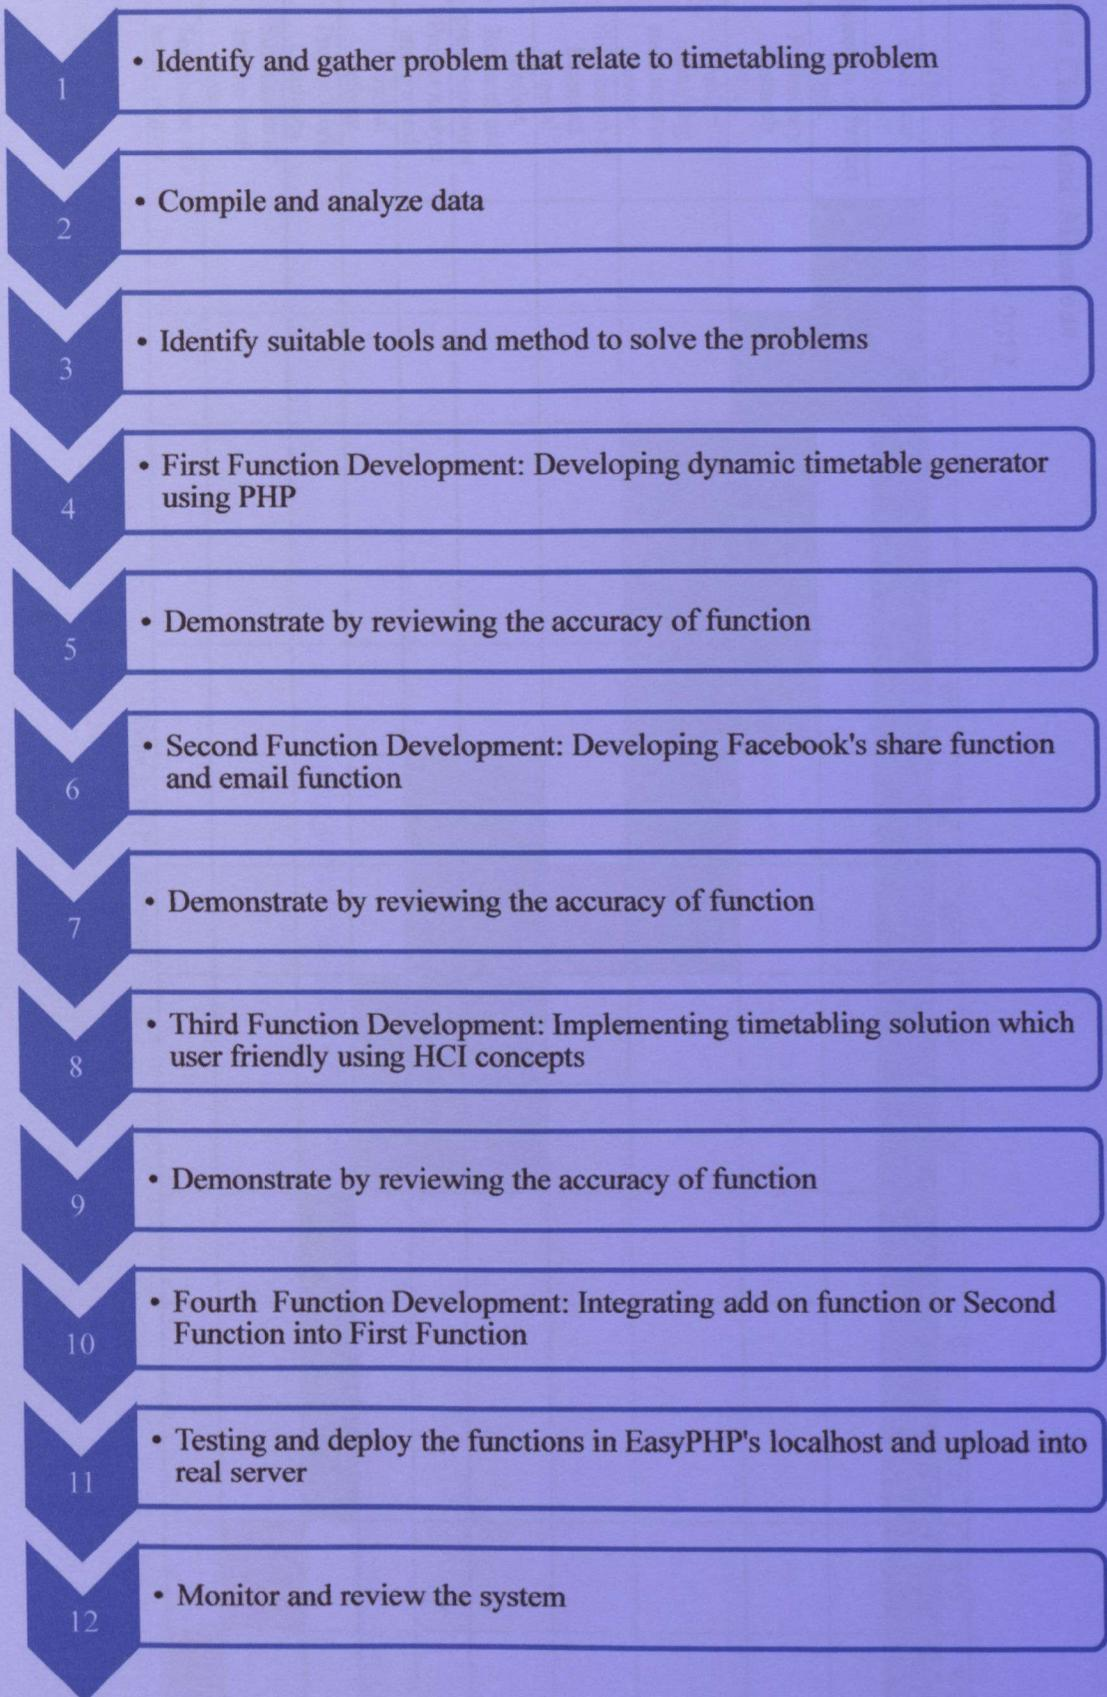 1
• Identify and gather problem that relate to timetabling problem
2
• Compile and analyze data
3
• Identify suitable tools and method to solve the problems
4
• First Function Development: Developing dynamic timetable generator
using PHP
5
• Demonstrate by reviewing the accuracy of function
6
• Second Function Development: Developing Facebook's share function
and email function
7
• Demonstrate by reviewing the accuracy of function
8
• Third Function Development: Implementing timetabling solution which
user friendly using HCI concepts
9
• Demonstrate by reviewing the accuracy of function
10
• Fourth Function Development: Integrating add on function or Second
Function into First Function
11
• Testing and deploy the functions in EasyPHP's localhost and upload into
real server
12
• Monitor and review the system